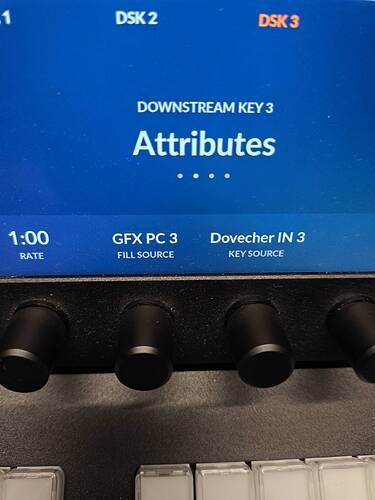 1
DSK 2
DSK 3
DOWNSTREAM KEY 3
Attributes
1:00
RATE
GFX PC 3
FILL SOURCE
Dovecher IN 3
KEY SOURCE